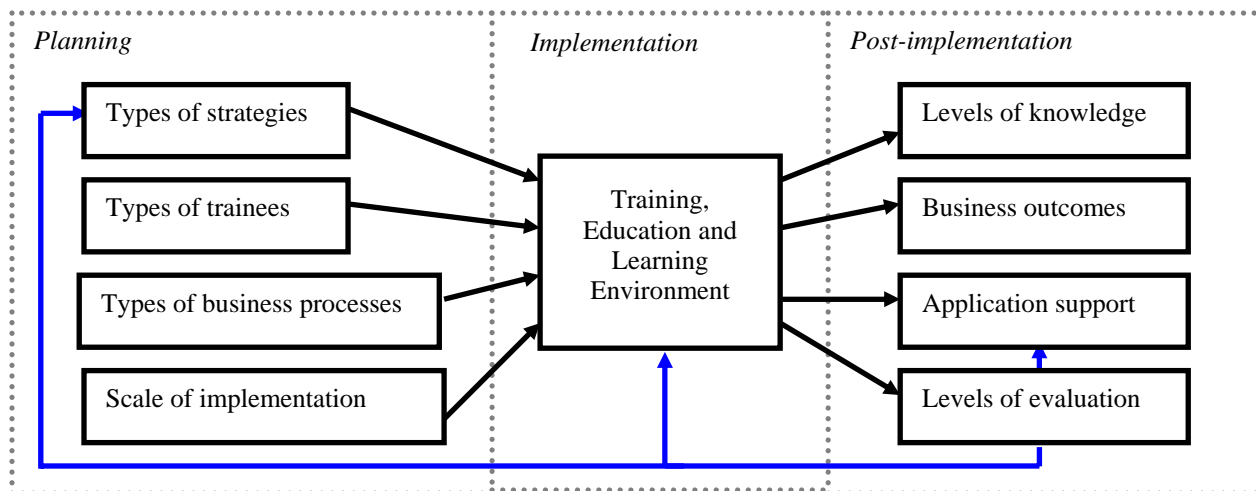 Planning
Types of strategies
Types of trainees
Types of business processes
Scale of implementation
Implementation
Training,
Education and
Learning
Environment
Post-implementation
Levels of knowledge
Business outcomes
Application support
Levels of evaluation